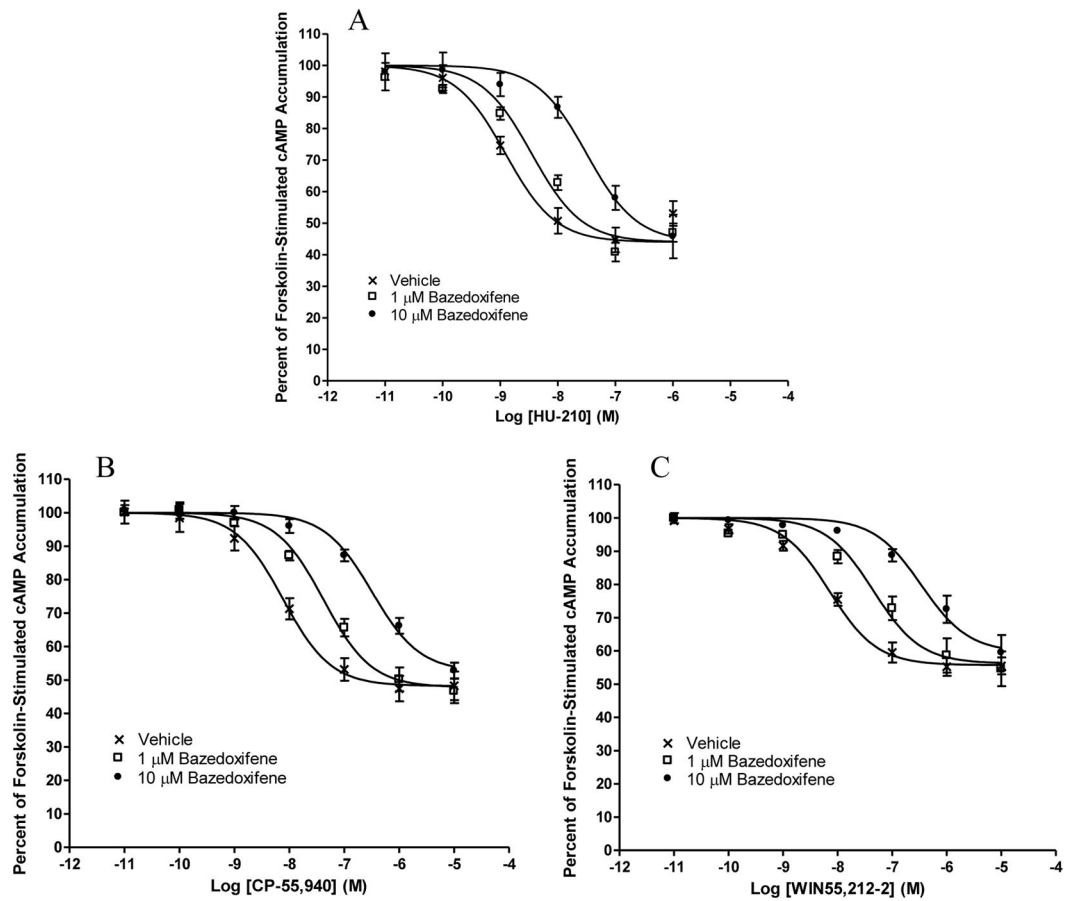 A
Percent of Forskolin-Stimulated cAMP Accumulation
110
100
90
80
70
60
50
40
30
20
10
0
× Vehicle
□ 1 μM Bazedoxifene
● 10 μM Bazedoxifene
-12 -11 -10 -9 -8 -7 -6 -5 -4
Log [HU-210] (M)
B
Percent of Forskolin-Stimulated cAMP Accumulation
110
100
90
80
70
60
50
40
30
20
10
0
× Vehicle
□ 1 μM Bazedoxifene
● 10 μM Bazedoxifene
-12 -11 -10 -9 -8 -7 -6 -5 -4
Log [CP-55,940] (M)
C
Percent of Forskolin-Stimulated cAMP Accumulation
110
100
90
80
70
60
50
40
30
20
10
0
× Vehicle
□ 1 μM Bazedoxifene
● 10 μM Bazedoxifene
-12 -11 -10 -9 -8 -7 -6 -5 -4
Log [WIN55,212-2] (M)